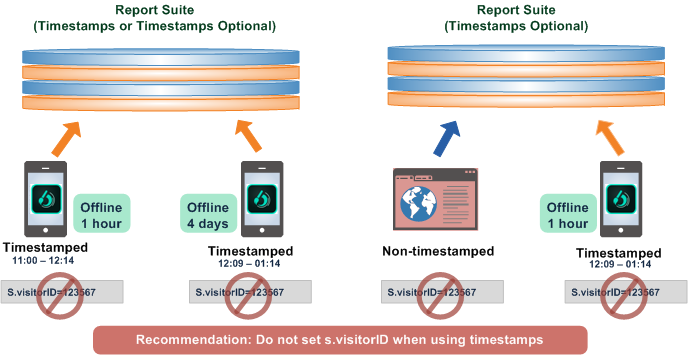 Report Suite
(Timestamps or Timestamps Optional)
Report Suite
(Timestamps Optional)
Offline
1 hour
Offline
4 days
Offline
1 hour
Timestamped
11:00 – 12:14
Timestamped
12:09 – 01:14
Non-timestamped
Timestamped
12:09 – 01:14
S.visitorID=123567
S.visitorID=123567
S.visitorID=123567
S.visitorID=123567
Recommendation: Do not set s.visitorID when using timestamps